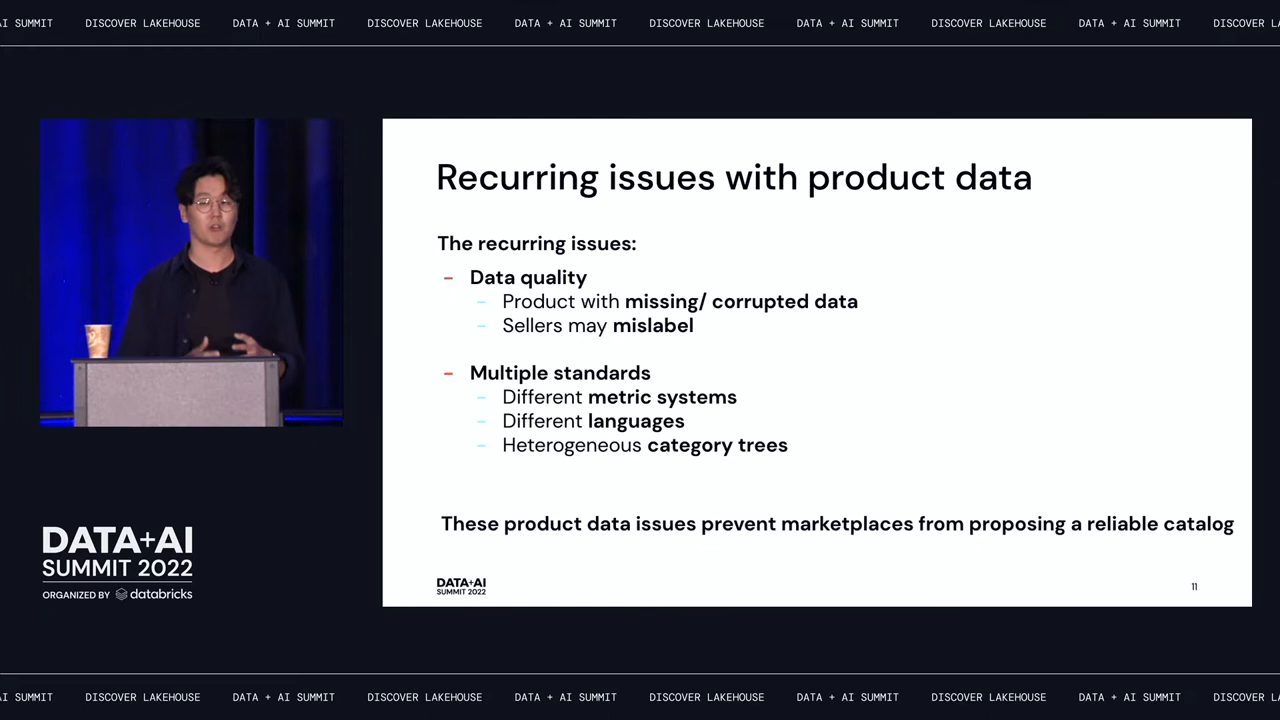 AI SUMMIT DISCOVER LAKEHOUSE DATA + AI SUMMIT DISCOVER LAKEHOUSE DATA + AI SUMMIT DISCOVER LAKEHOUSE DATA + AI SUMMIT DISCOVER LAKEHOUSE DATA + AI SUMMIT DISCOVER
Recurring issues with product data
The recurring issues:
- Data quality
- Product with missing/ corrupted data
- Sellers may mislabel
- Multiple standards
- Different metric systems
- Different languages
- Heterogeneous category trees
These product data issues prevent marketplaces from proposing a reliable catalog
DATA+AI
SUMMIT 2022
11
DATA+AI
SUMMIT 2022
ORGANIZED BY databricks
AI SUMMIT DISCOVER LAKEHOUSE DATA + AI SUMMIT DISCOVER LAKEHOUSE DATA + AI SUMMIT DISCOVER LAKEHOUSE DATA + AI SUMMIT DISCOVER LAKEHOUSE DATA + AI SUMMIT DISCOVER